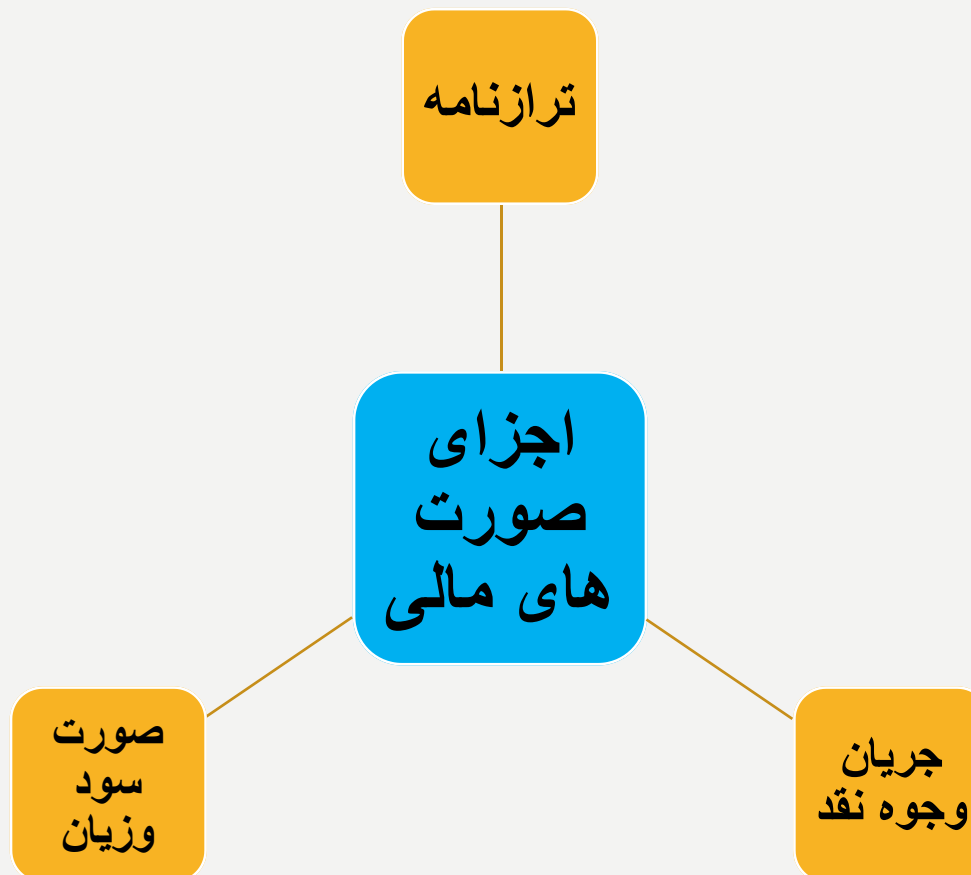 ترازنامه
اجزای
صورت
های مالی
جریان
وجوه نقد
صورت
سود
وزیان